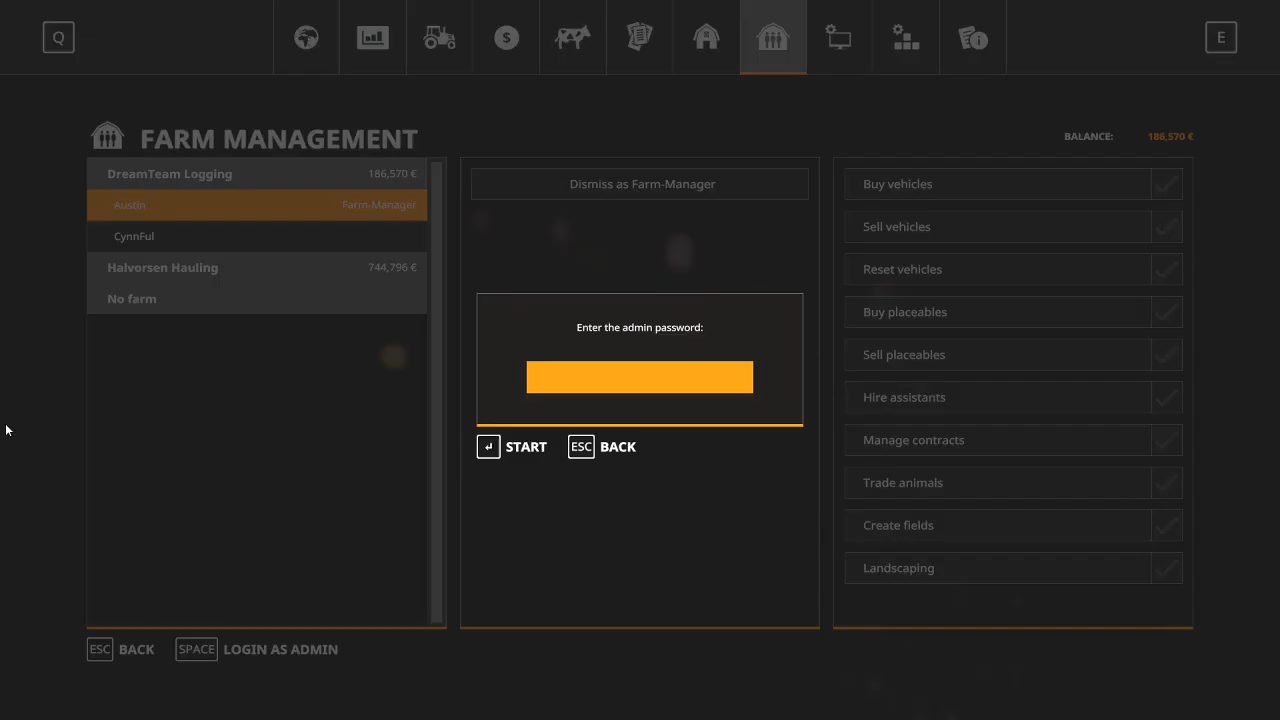 Q
$
E
FARM MANAGEMENT
BALANCE: 186,570 €
DreamTeam Logging 186,570 €
Austin Farm-Manager
CynnFul
Halvorsen Hauling 744,796 €
No farm
Dismiss as Farm-Manager
Enter the admin password:
START ESC BACK
Buy vehicles
Sell vehicles
Reset vehicles
Buy placeables
Sell placeables
Hire assistants
Manage contracts
Trade animals
Create fields
Landscaping
ESC BACK SPACE LOGIN AS ADMIN